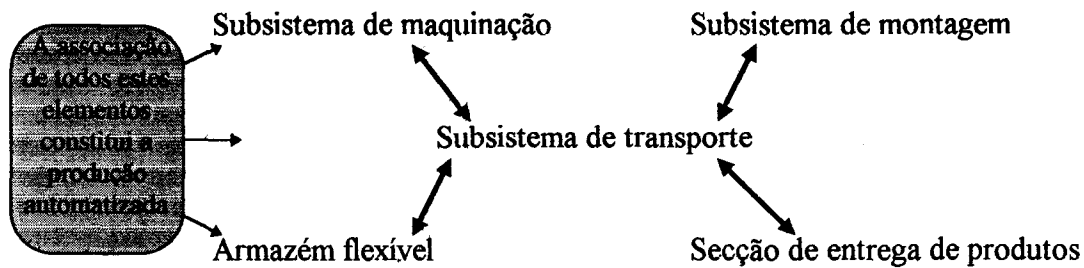 Subsistema de maquinação
Subsistema de montagem
A associação
de todos estes
elementos
constitui a
produção
automatizada
Subsistema de transporte
Armazém flexível
Secção de entrega de produtos